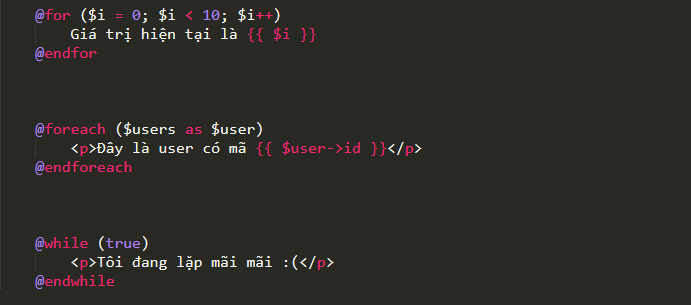 @for ($i = 0; $i < 10; $i++)
Giá trị hiện tại là {{ $i }}
@endfor
@foreach ($users as $user)
<p>Đây là user có mã {{ $user->id }}</p>
@endforeach
@while (true)
<p>Tôi đang lặp mãi mãi :(</p>
@endwhile